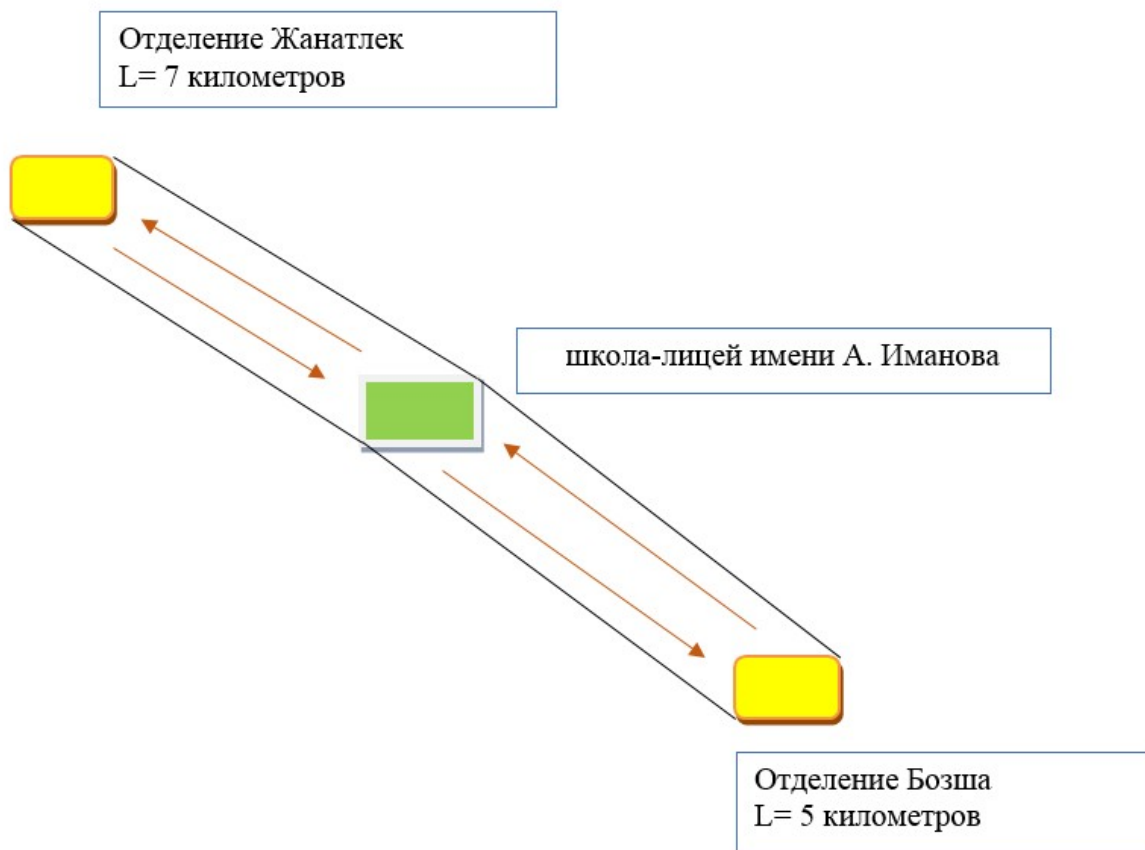 Отделение Жанатлек
L= 7 километров
школа-лицей имени А. Иманова
Отделение Бозша
L= 5 километров